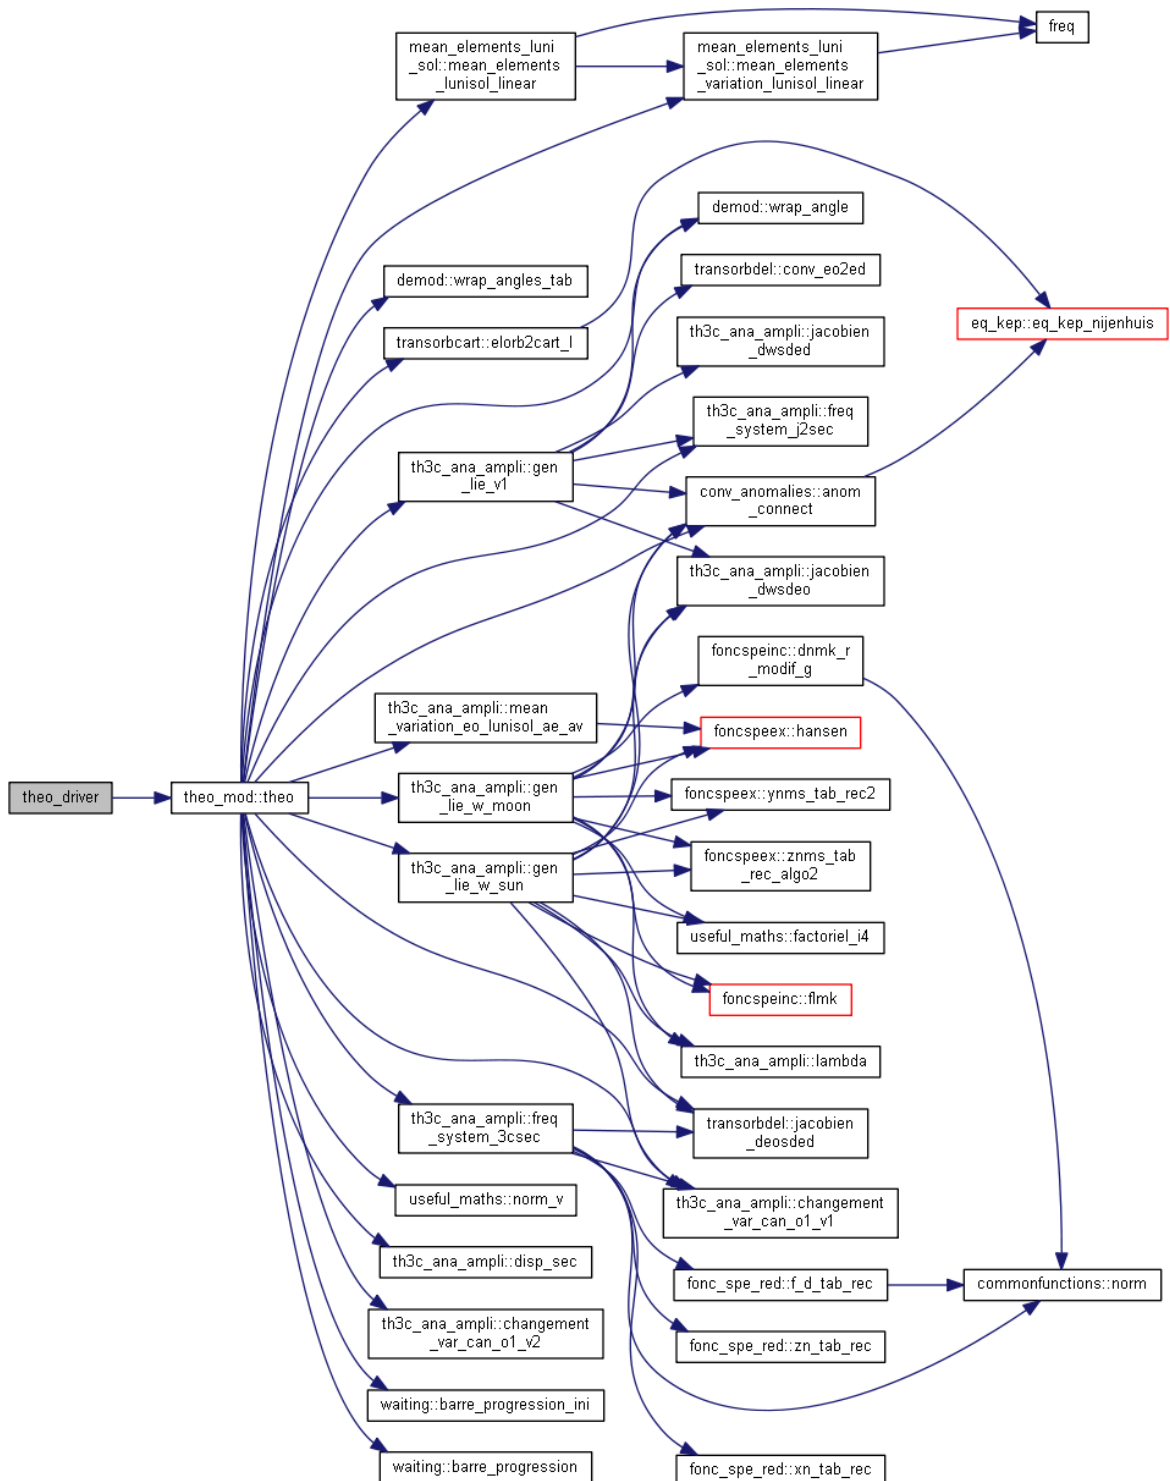 freq
mean_elements_luni
_sol::mean_elements
_lunisol_linear
mean_elements_luni
_sol::mean_elements
_variation_lunisol_linear
demod::wrap_angle
transorbdel::conv_eo2ed
demod::wrap_angles_tab
th3c_ana_ampli::jacobien
_dwsded
eq_kep::eq_kep_nijenhuis
transorbcart::elorb2cart_l
th3c_ana_ampli::freq
_system_j2sec
th3c_ana_ampli::gen
_lie_v1
conv_anomalies::anom
_connect
th3c_ana_ampli::jacobien
_dwsdeo
foncspeinc::dnmk_r
_modif_g
th3c_ana_ampli::mean
_variation_eo_lunisol_ae_av
foncspeex::hansen
theo_driver
theo_mod::theo
th3c_ana_ampli::gen
_lie_w_moon
foncspeex::ynms_tab_rec2
th3c_ana_ampli::gen
_lie_w_sun
foncspeex::znms_tab
_rec_algo2
useful_maths::factoriel_i4
foncspeinc::flmk
th3c_ana_ampli::lambda
th3c_ana_ampli::freq
_system_3csec
transorbdel::jacobien
_deosded
useful_maths::norm_v
th3c_ana_ampli::changement
_var_can_o1_v1
th3c_ana_ampli::disp_sec
fonc_spe_red::f_d_tab_rec
commonfunctions::norm
th3c_ana_ampli::changement
_var_can_o1_v2
fonc_spe_red::zn_tab_rec
waiting::barre_progression_ini
waiting::barre_progression
fonc_spe_red::xn_tab_rec